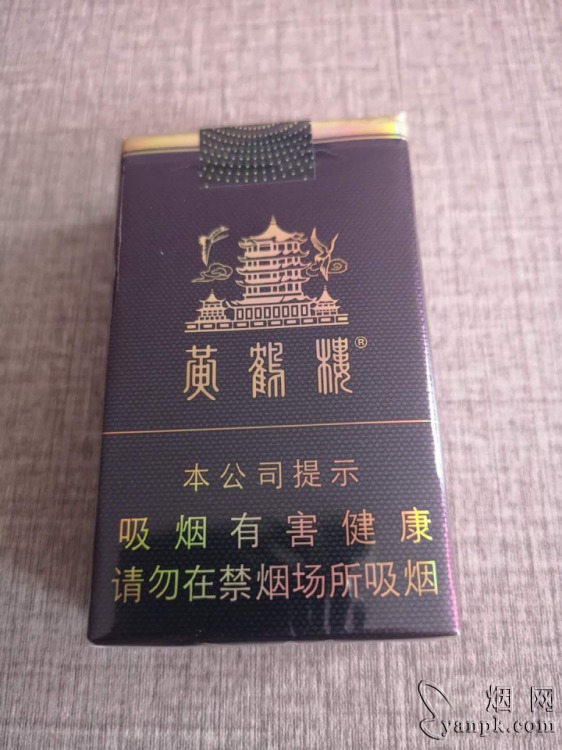 黄鹤楼®
本公司提示
吸烟有害健康
请勿在禁烟场所吸烟
烟网
yanpk.com